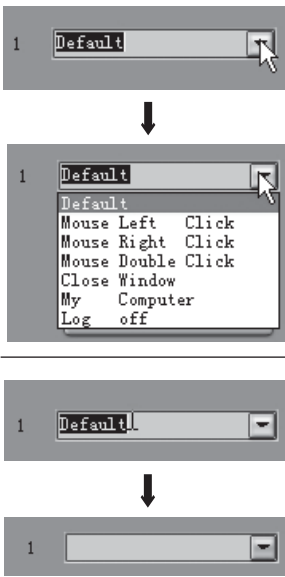 1 Default
1 Default
Default
Mouse Left Click
Mouse Right Click
Mouse Double Click
Close Window
My Computer
Log off
1 Default
1